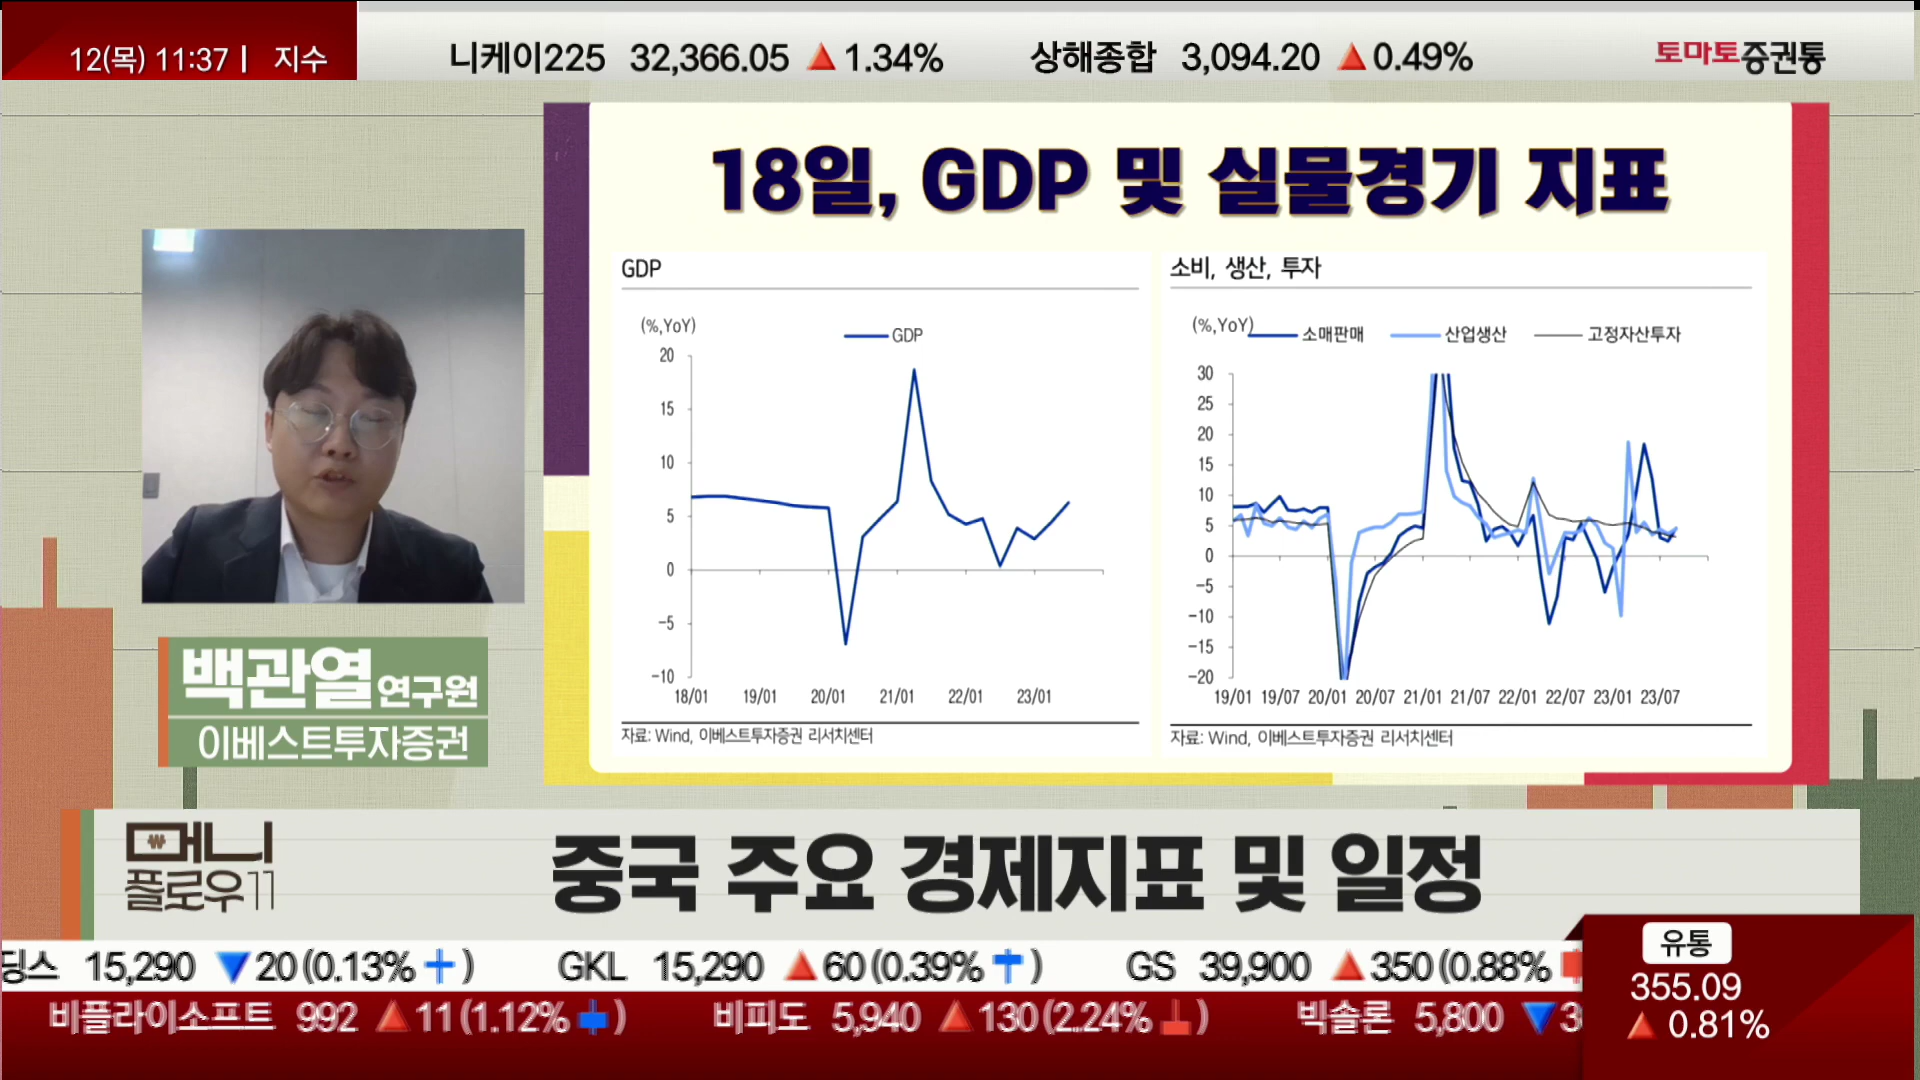 12(목) 11:37 | 지수
니케이225 32,366.05 ▲ 1.34% 상해종합 3,094.20 ▲ 0.49%
토마토증권통
18일, GDP 및 실물경기 지표
GDP
(%,YoY)
GDP
20
15
10
5
0
-5
-10
18/01 19/01 20/01 21/01 22/01 23/01
자료: Wind, 이베스트투자증권 리서치센터
소비, 생산, 투자
(%,YoY)
소매판매 산업생산 고정자산투자
30
25
20
15
10
5
0
-5
-10
-15
-20
19/01 19/07 20/01 20/07 21/01 21/07 22/01 22/07 23/01 23/07
자료: Wind, 이베스트투자증권 리서치센터
백관열 연구원
이베스트투자증권
머니
플로우11
중국 주요 경제지표 및 일정
딩스 15,290 ▼20(0.13% ) GKL 15,290 ▲60(0.39% ) GS 39,900 ▲350(0.88%
비플라이소프트 992 ▲11(1.12% ) 비피도 5,940 ▲130(2.24% ) 빅솔론 5,800 ▼3
유통
355.09
▲ 0.81%